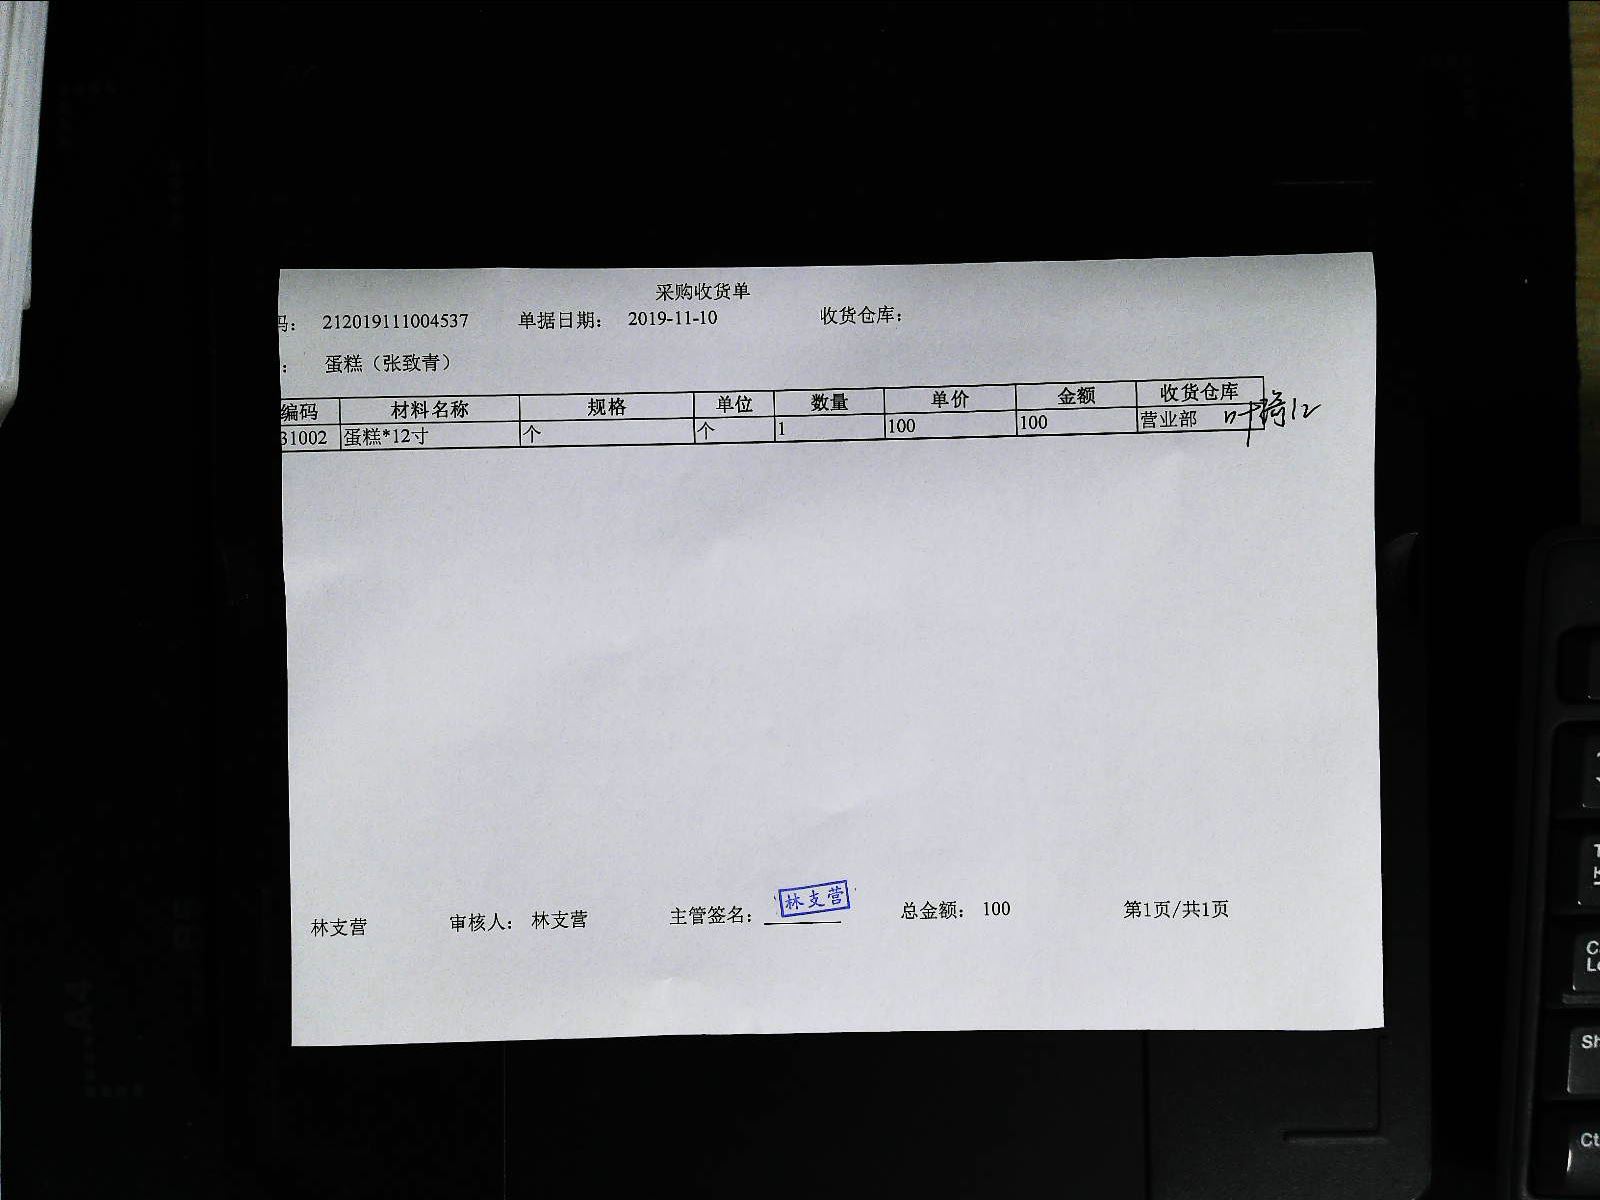 采购收货单
码： 212019111004537 单据日期： 2019-11-10 收货仓库：
： 蛋糕（张致青）
编码 材料名称 规格 单位 数量 单价 金额 收货仓库
31002 蛋糕*12寸 个 个 1 100 100 营业部
林支营 审核人： 林支营 主管签名： 林支营 总金额： 100 第1页/共1页